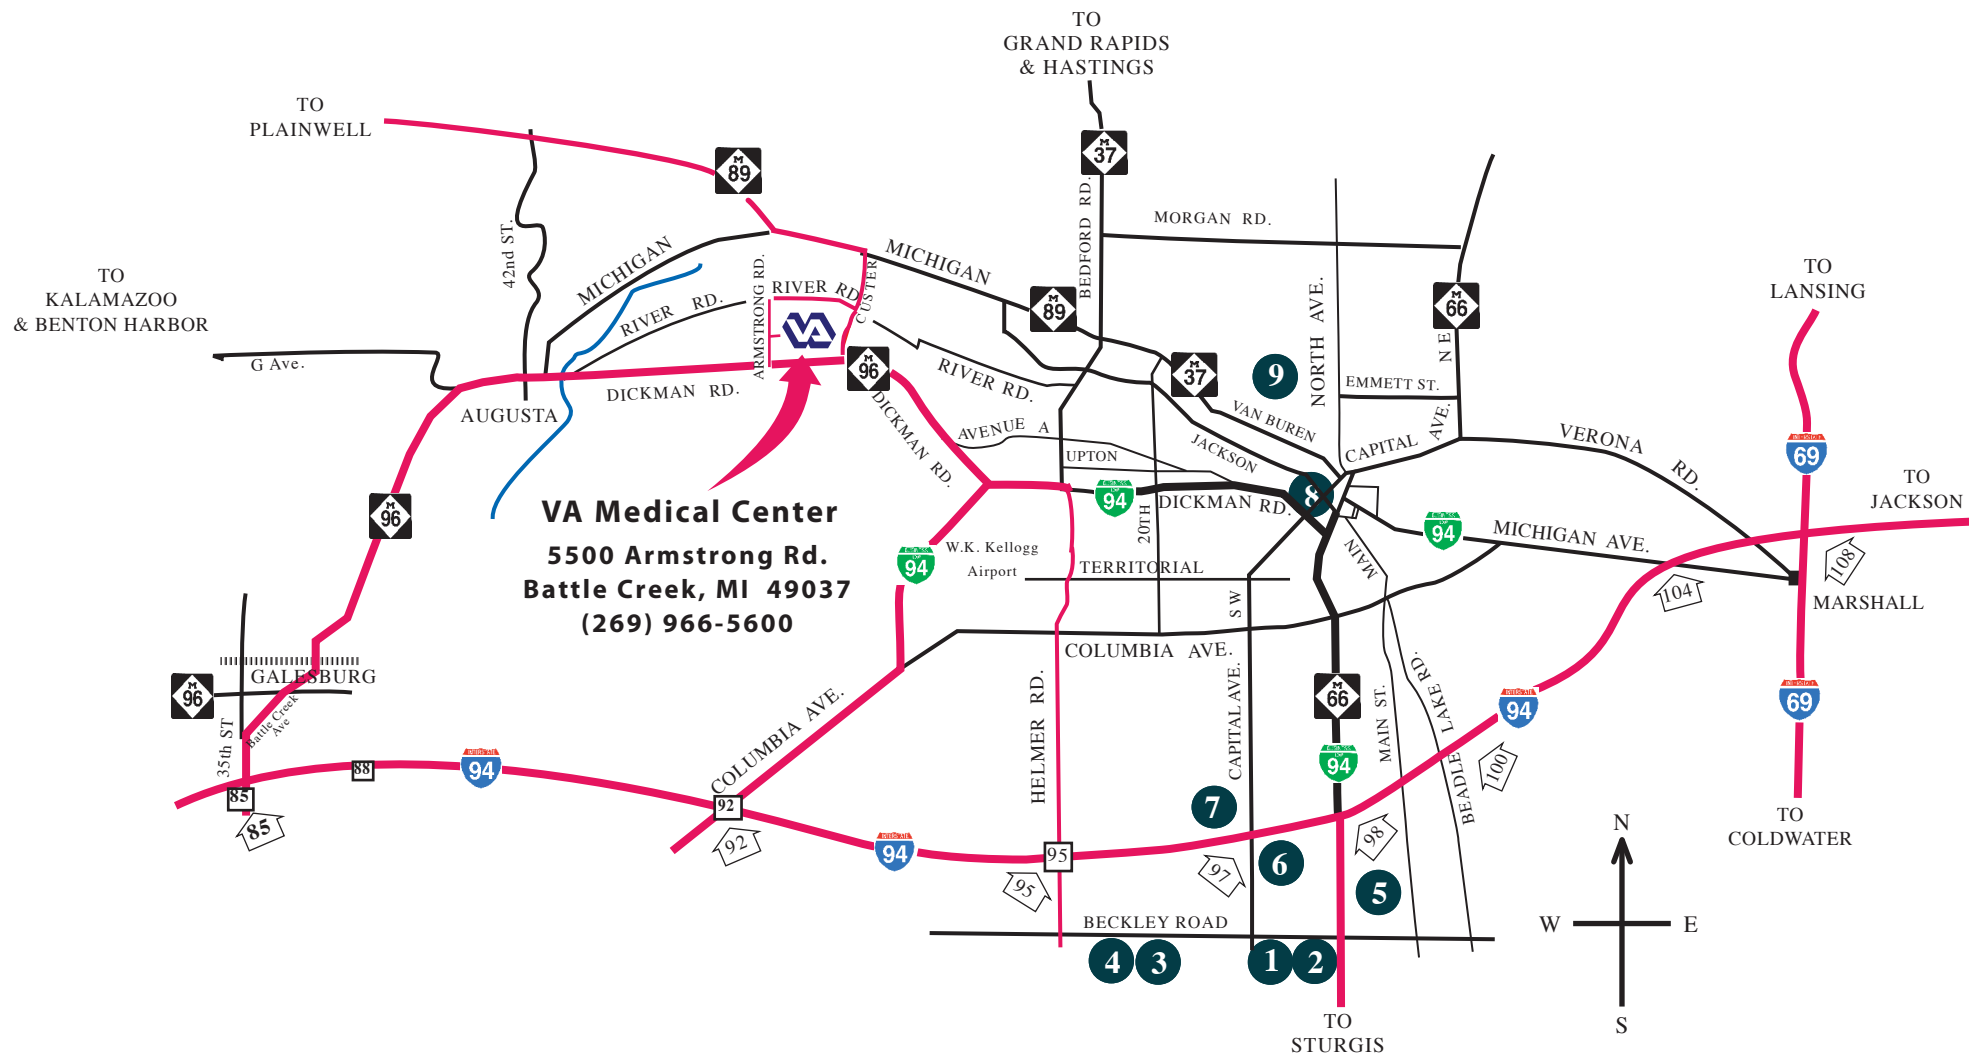 TO
GRAND RAPIDS
& HASTINGS
TO
PLAINWELL
M
89
M
37
BEDFORD RD.
MORGAN RD.
42nd ST.
MICHIGAN
MICHIGAN
TO
KALAMAZOO
& BENTON HARBOR
ARMSTRONG RD.
RIVER RD.
RIVER RD
CUSTER
M
89
NORTH AVE.
M
66
N E
TO
LANSING
G Ave.
VA
DICKMAN RD.
AUGUSTA
M
96
RIVER RD.
M
37
9
EMMETT ST.
VAN BUREN
CAPITAL
AVE.
VERONA
RD.
INTERSTATE
69
TO
JACKSON
DICKMAN RD.
AVENUE A
UPTON
JACKSON
M
96
94
DICKMAN RD.
8
20TH
94
MICHIGAN AVE.
VA Medical Center
5500 Armstrong Rd.
Battle Creek, MI 49037
(269) 966-5600
W.K. Kellogg
Airport
94
TERRITORIAL
MAIN
108
104
MARSHALL
S W
COLUMBIA AVE.
GALESBURG
M
96
Battle Creek
Ave
35th ST
COLUMBIA AVE.
HELMER RD.
CAPITAL AVE.
M
66
MAIN ST.
BEADLE LAKE RD.
INTERSTATE
94
INTERSTATE
69
94
100
88
INTERSTATE
94
85
85
92
92
INTERSTATE
94
95
95
7
97
6
98
5
TO
COLDWATER
BECKLEY ROAD
4
3
1
2
TO
STURGIS
N
W
E
S